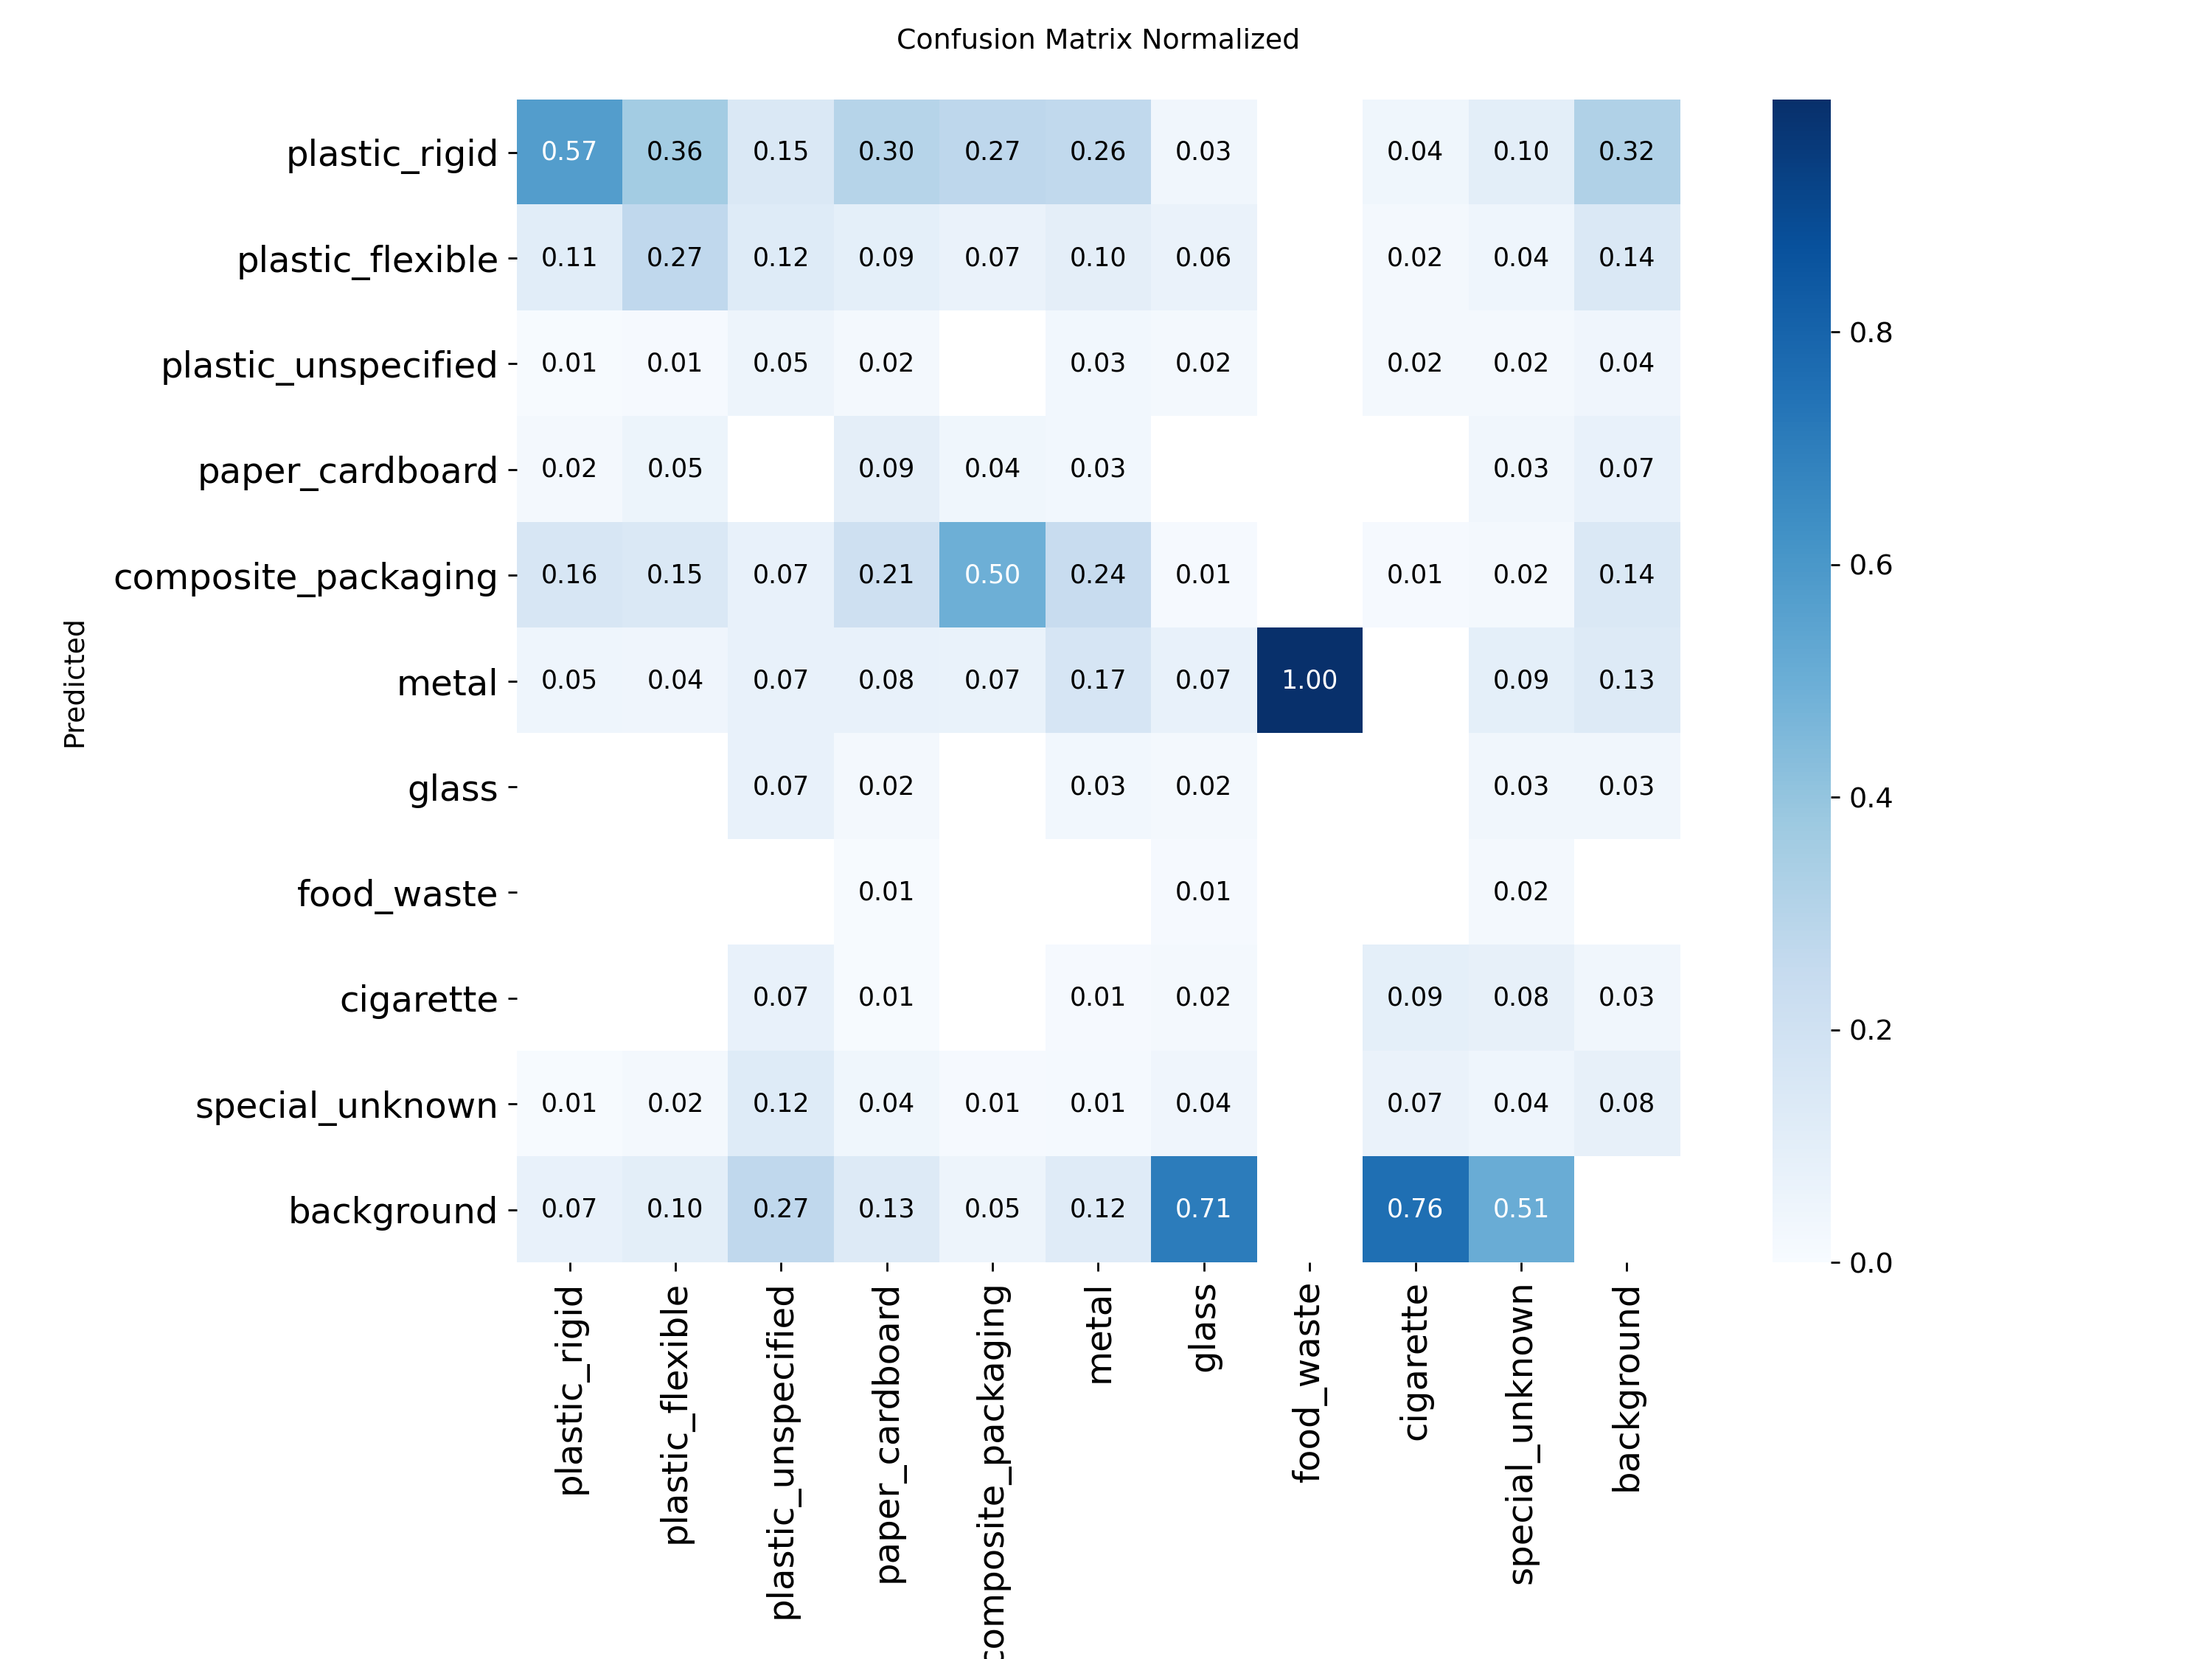 Confusion Matrix Normalized
plastic_rigid 0.57 0.36 0.15 0.30 0.27 0.26 0.03 0.04 0.10 0.32
plastic_flexible 0.11 0.27 0.12 0.09 0.07 0.10 0.06 0.02 0.04 0.14
plastic_unspecified 0.01 0.01 0.05 0.02 0.03 0.02 0.02 0.02 0.04
paper_cardboard 0.02 0.05 0.09 0.04 0.03 0.03 0.07
composite_packaging 0.16 0.15 0.07 0.21 0.50 0.24 0.01 0.01 0.02 0.14
metal 0.05 0.04 0.07 0.08 0.07 0.17 0.07 1.00 0.09 0.13
glass 0.07 0.02 0.03 0.02 0.03 0.03
food_waste 0.01 0.01 0.02
cigarette 0.07 0.01 0.01 0.02 0.09 0.08 0.03
special_unknown 0.01 0.02 0.12 0.04 0.01 0.01 0.04 0.07 0.04 0.08
background 0.07 0.10 0.27 0.13 0.05 0.12 0.71 0.76 0.51
Predicted
plastic_rigid
plastic_flexible
plastic_unspecified
paper_cardboard
composite_packaging
metal
glass
food_waste
cigarette
special_unknown
background
0.8
0.6
0.4
0.2
0.0